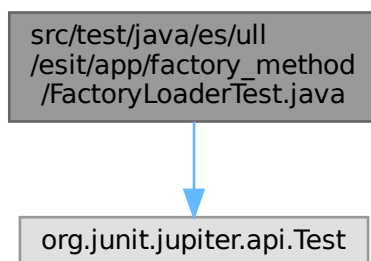 src/test/java/es/ull
/esit/app/factory_method
/FactoryLoaderTest.java
org.junit.jupiter.api.Test